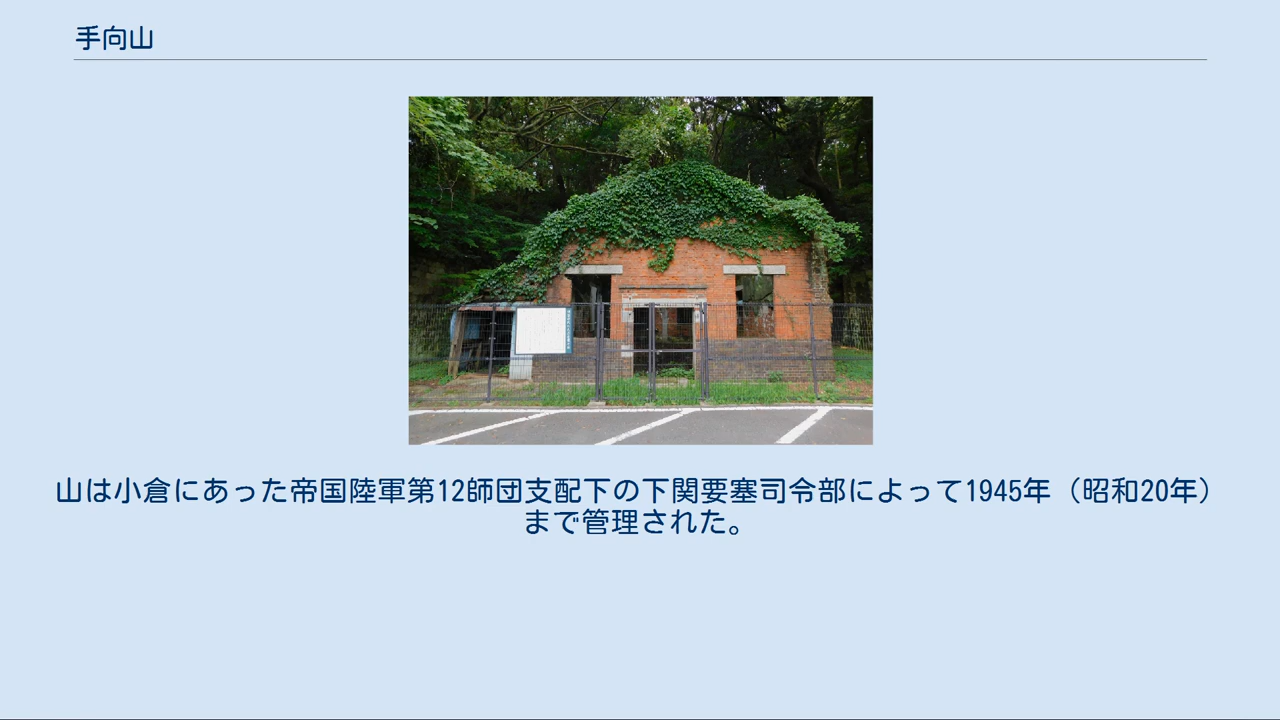 手向山
山は小倉にあった帝国陸軍第12師団支配下の下関要塞司令部によって1945年（昭和20年）
まで管理された。